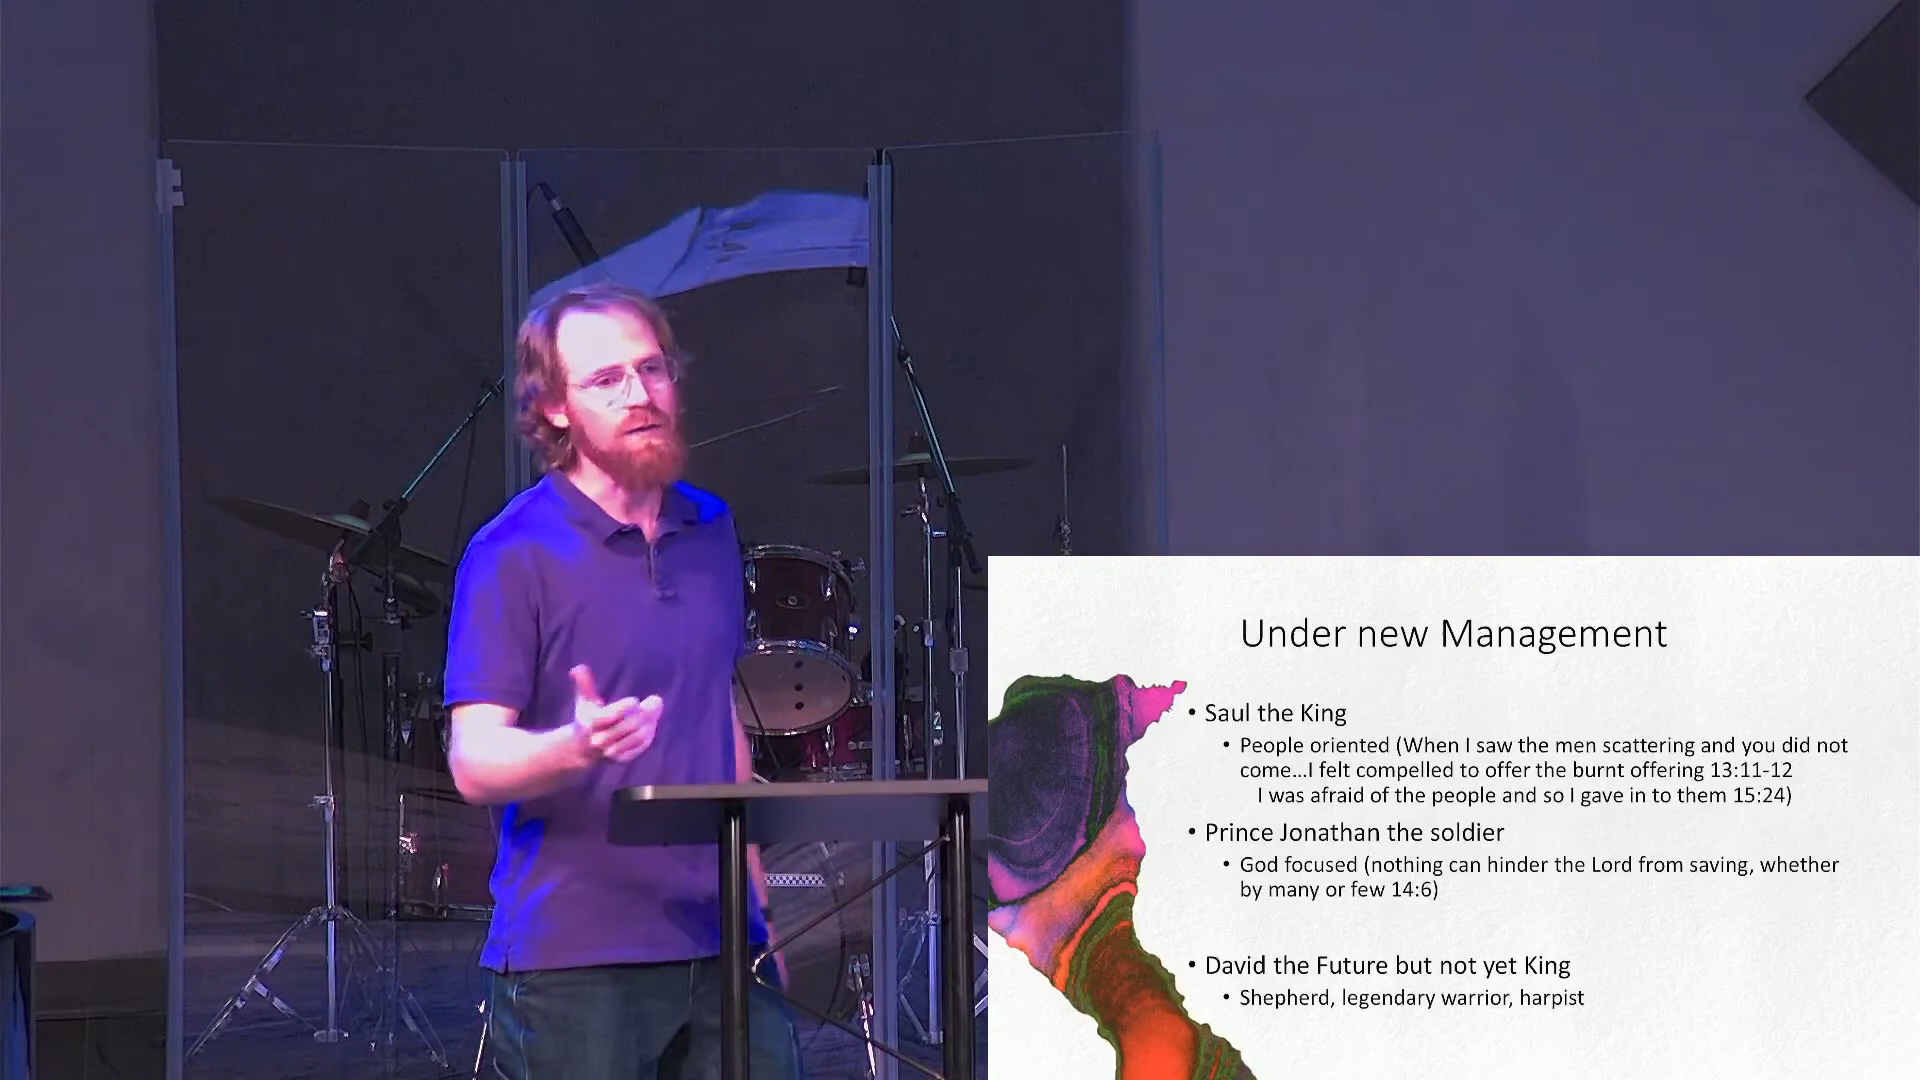 Under new Management
• Saul the King
• People oriented (When I saw the men scattering and you did not
come...I felt compelled to offer the burnt offering 13:11-12
I was afraid of the people and so I gave in to them 15:24)
• Prince Jonathan the soldier
• God focused (nothing can hinder the Lord from saving, whether
by many or few 14:6)
• David the Future but not yet King
• Shepherd, legendary warrior, harpist